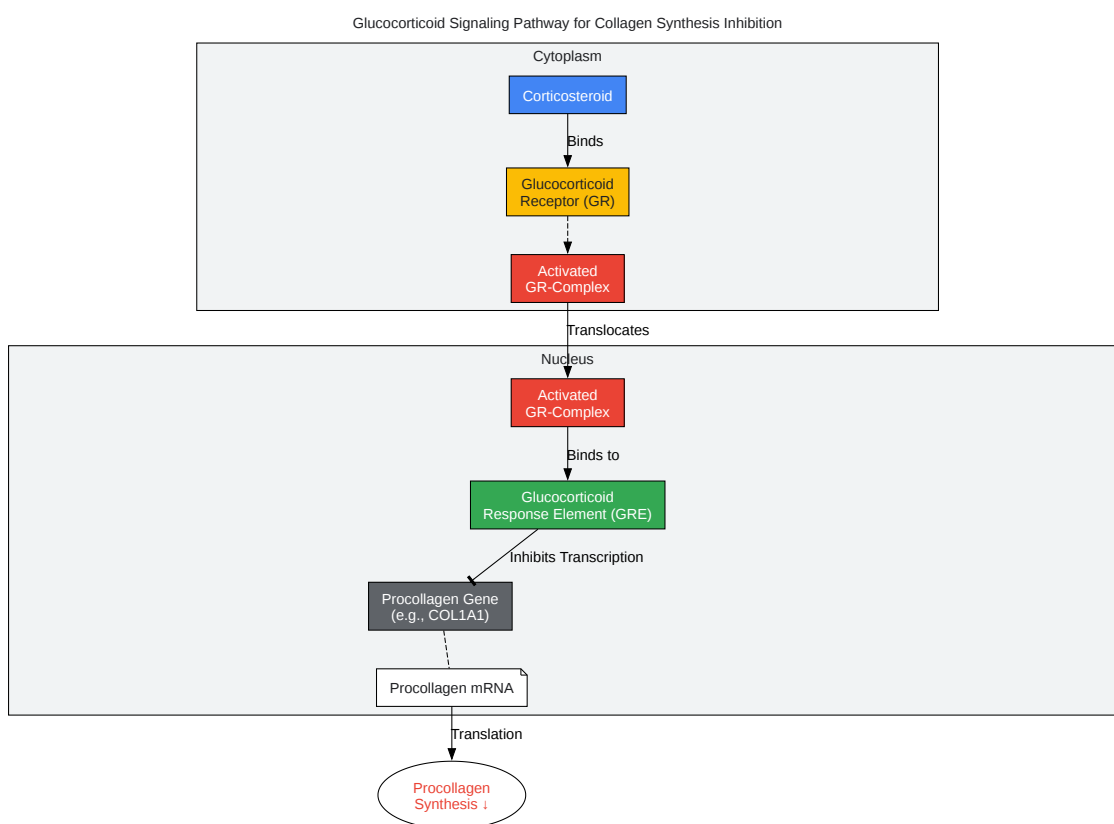 Glucocorticoid Signaling Pathway for Collagen Synthesis Inhibition
Cytoplasm
Corticosteroid
Binds
Glucocorticoid
Receptor (GR)
Activated
GR-Complex
Translocates
Nucleus
Activated
GR-Complex
Binds to
Glucocorticoid
Response Element (GRE)
Inhibits Transcription
Procollagen Gene
(e.g., COL1A1)
Procollagen mRNA
Translation
Procollagen
Synthesis ↓